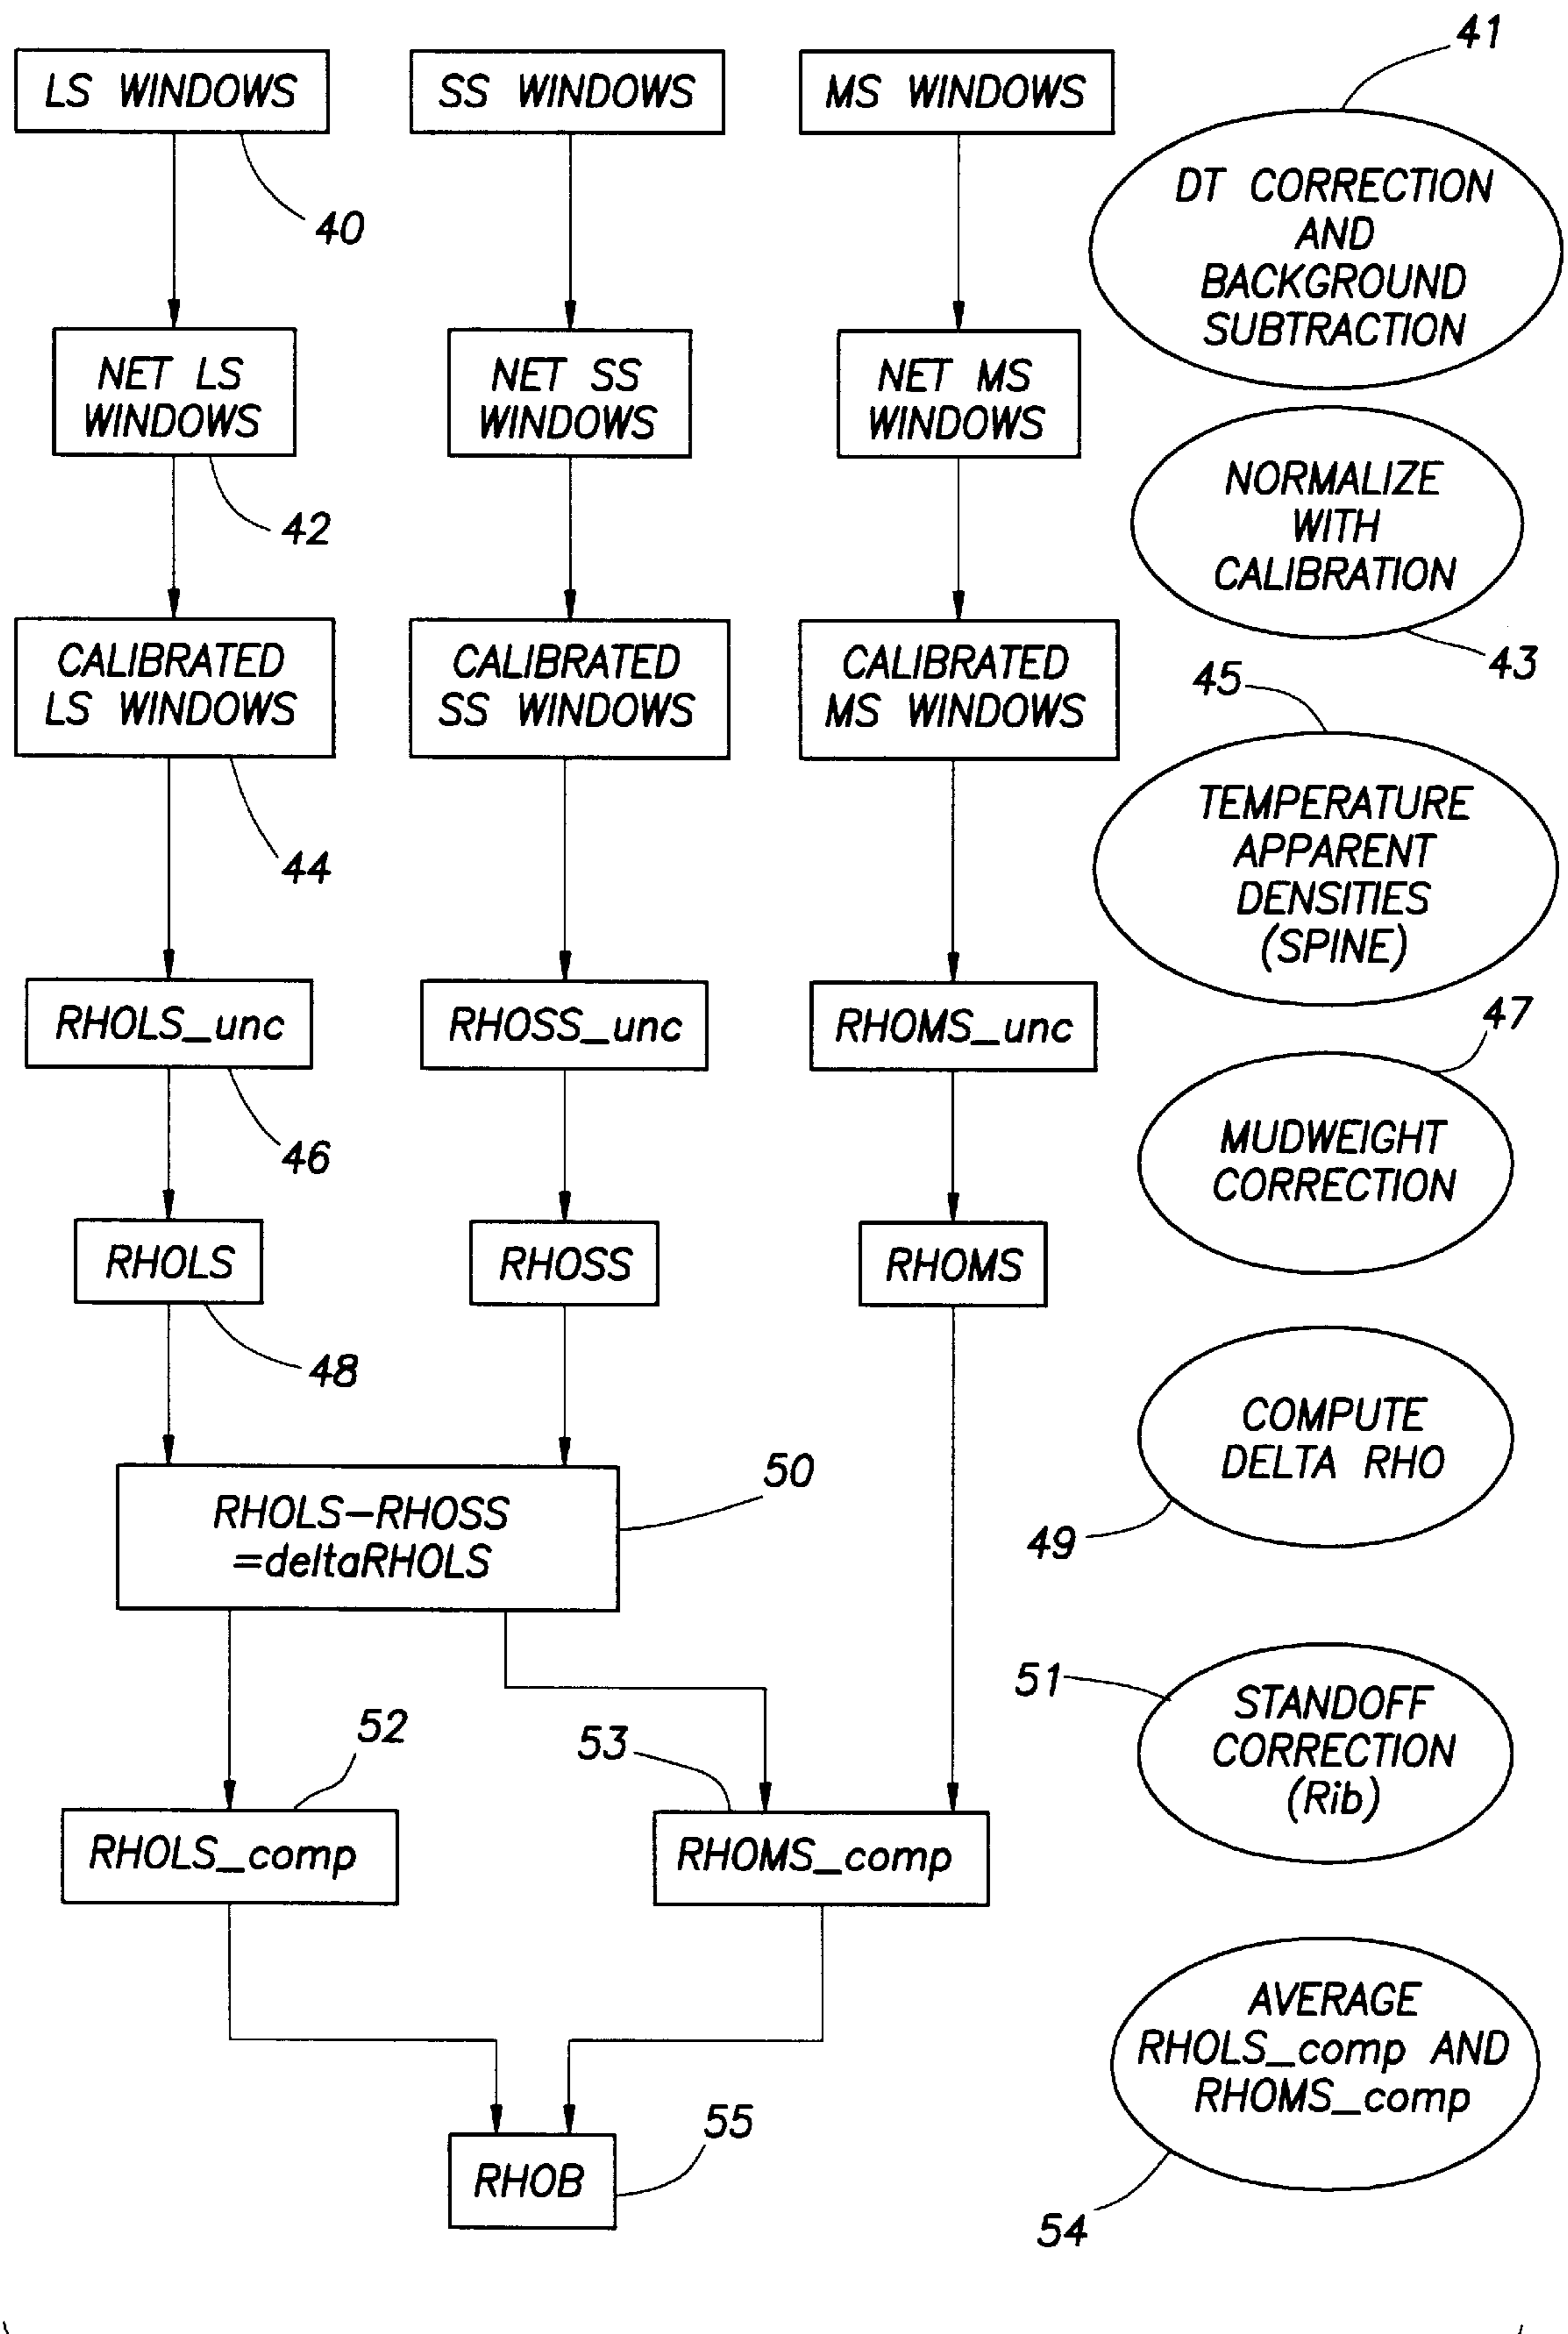 41
LS WINDOWS
SS WINDOWS
MS WINDOWS
40
DT CORRECTION
AND
BACKGROUND
SUBTRACTION
NET LS
WINDOWS
NET SS
WINDOWS
NET MS
WINDOWS
42
NORMALIZE
WITH
CALIBRATION
43
CALIBRATED
LS WINDOWS
CALIBRATED
SS WINDOWS
CALIBRATED
MS WINDOWS
44
45
TEMPERATURE
APPARENT
DENSITIES
(SPINE)
RHOLS_unc
RHOSS_unc
RHOMS_unc
46
47
MUDWEIGHT
CORRECTION
RHOLS
RHOSS
RHOMS
48
COMPUTE
DELTA RHO
49
RHOLS-RHOSS
=deltaRHOLS
50
51
STANDOFF
CORRECTION
(Rib)
52
53
RHOLS_comp
RHOMS_comp
AVERAGE
RHOLS_comp AND
RHOMS_comp
54
RHOB
55